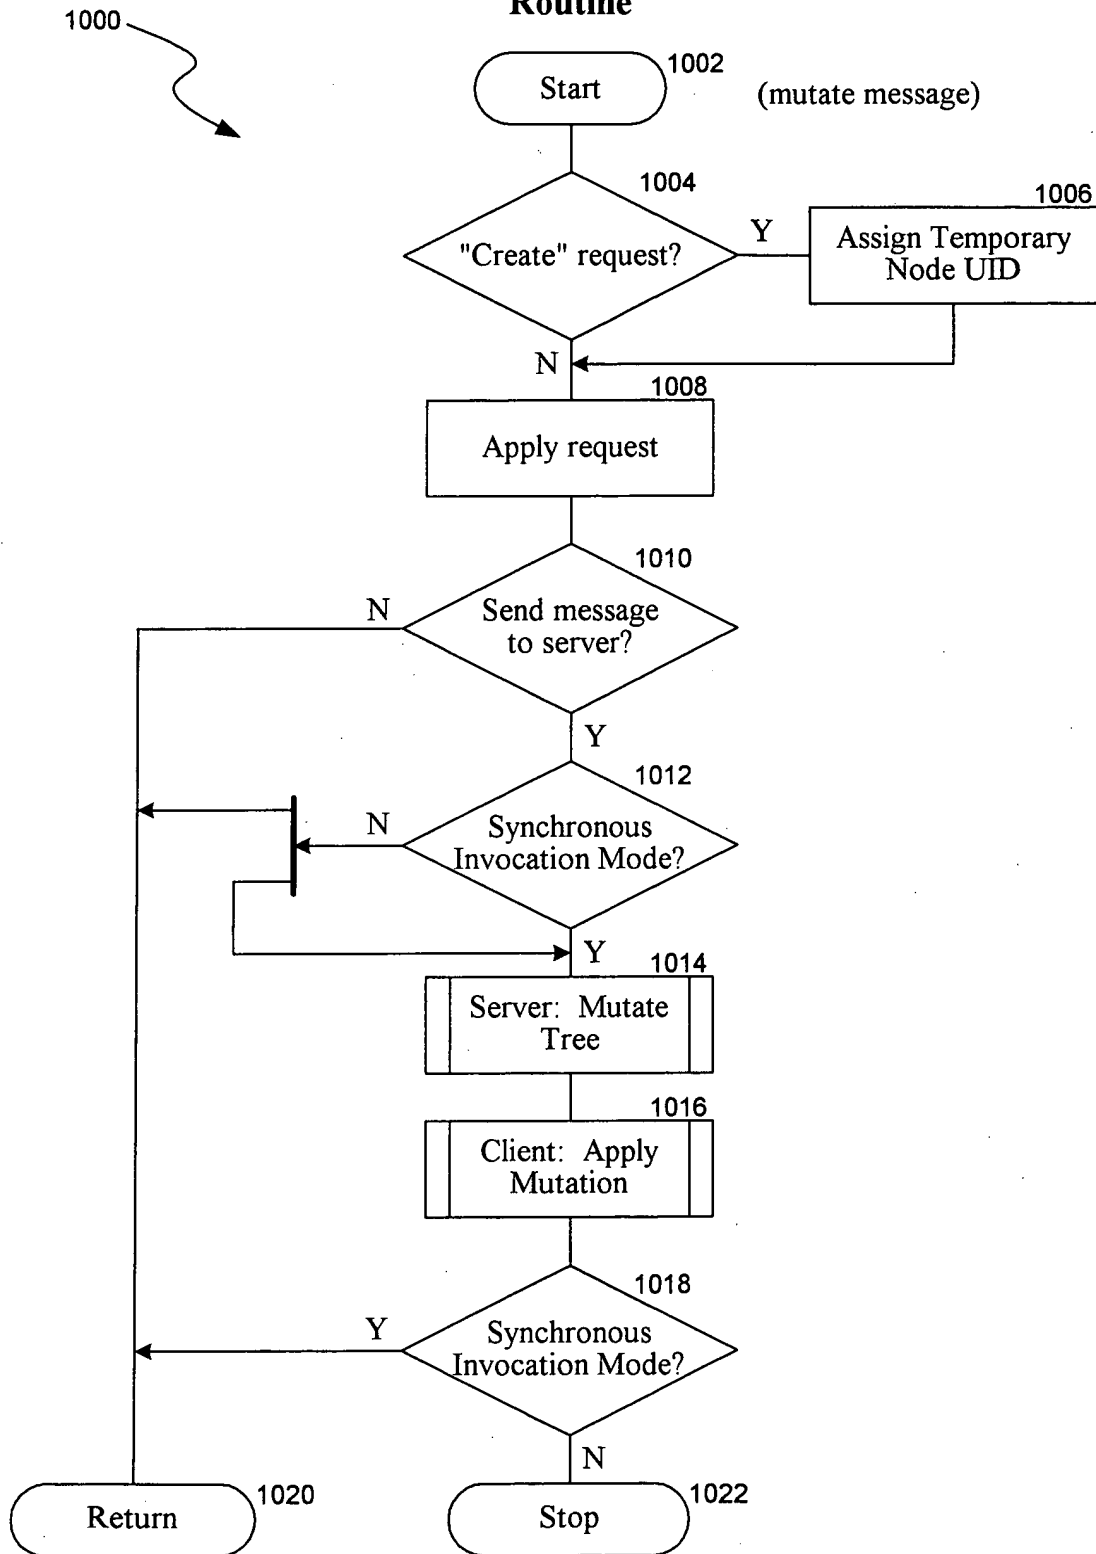 Routine
1000
1002
Start
(mutate message)
1004
"Create" request?
Y
1006
Assign Temporary
Node UID
N
1008
Apply request
1010
Send message
to server?
N
Y
1012
Synchronous
Invocation Mode?
N
Y
1014
Server: Mutate
Tree
1016
Client: Apply
Mutation
1018
Synchronous
Invocation Mode?
Y
N
1020
Return
1022
Stop